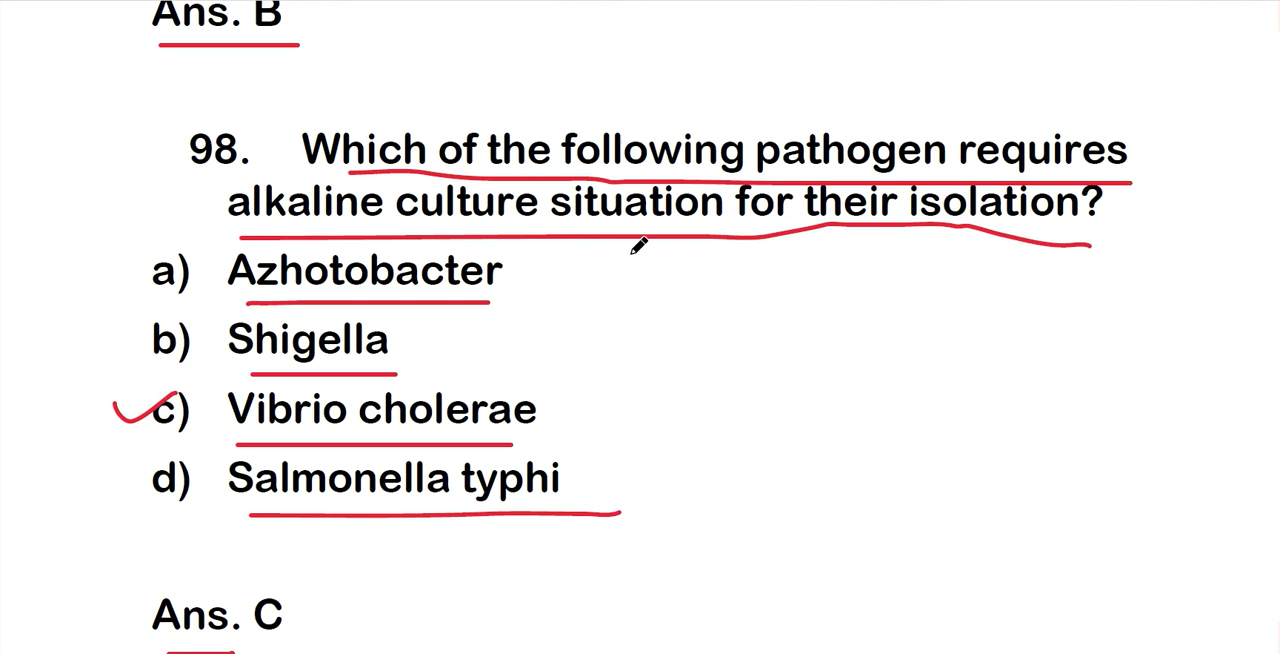 Ans. B
98. Which of the following pathogen requires
alkaline culture situation for their isolation?
a) Azhotobacter
b) Shigella
c) Vibrio cholerae
d) Salmonella typhi
Ans. C